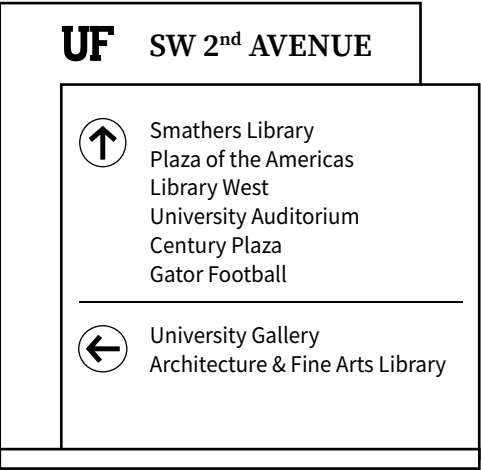 UF SW 2nd AVENUE
Smathers Library
Plaza of the Americas
Library West
University Auditorium
Century Plaza
Gator Football
University Gallery
Architecture & Fine Arts Library